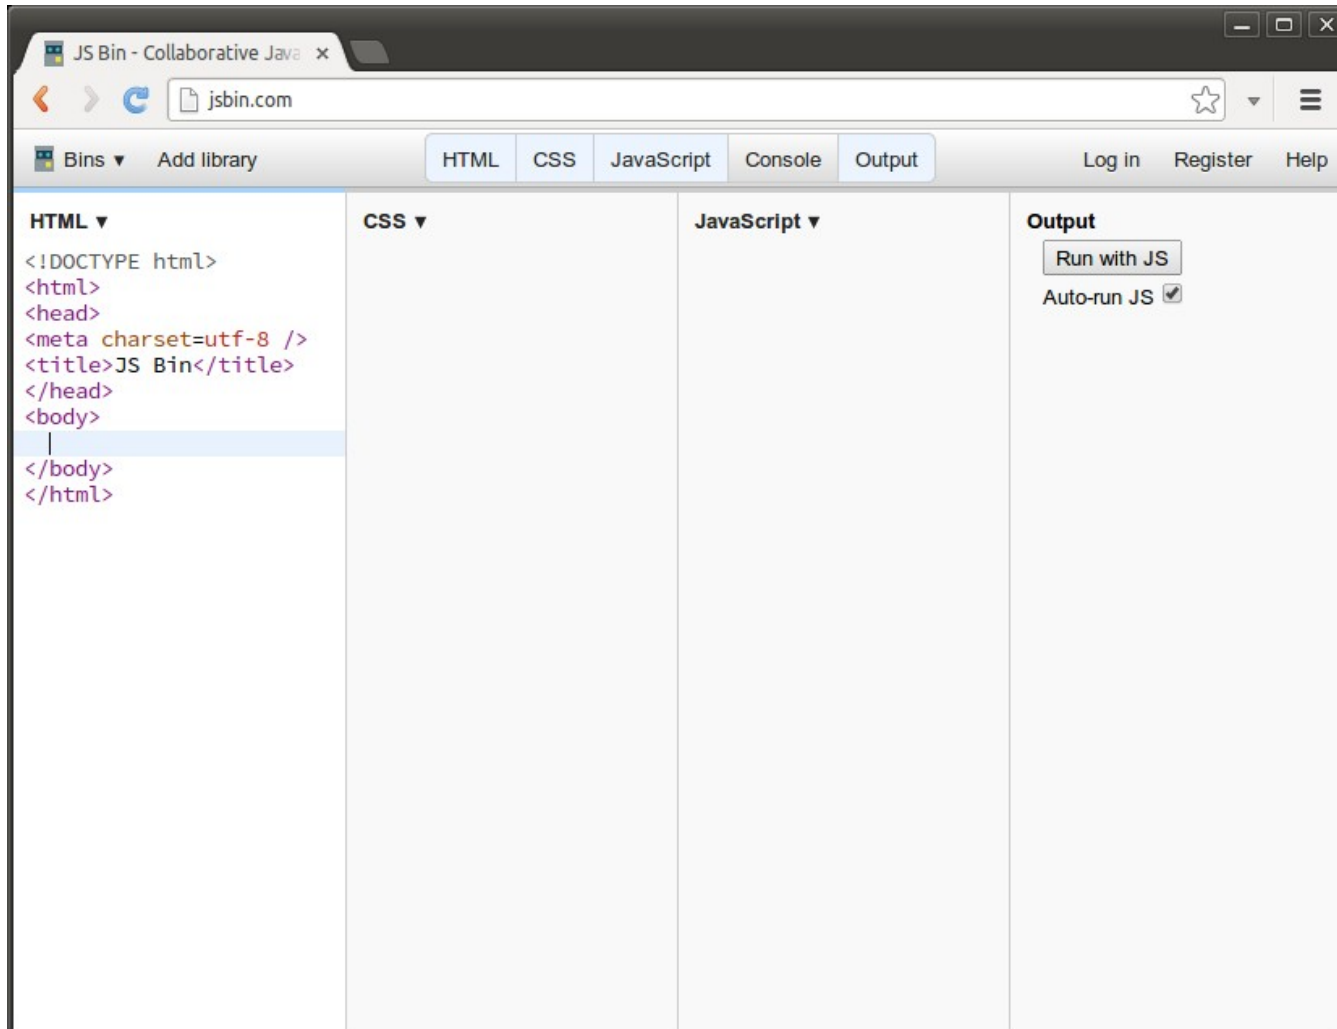 JS Bin - Collaborative Java
jsbin.com
Bins ▾ Add library HTML CSS JavaScript Console Output Log in Register Help
HTML ▾
<!DOCTYPE html>
<html>
<head>
<meta charset=utf-8 />
<title>JS Bin</title>
</head>
<body>
</body>
</html>
CSS ▾
JavaScript ▾
Output
Run with JS
Auto-run JS